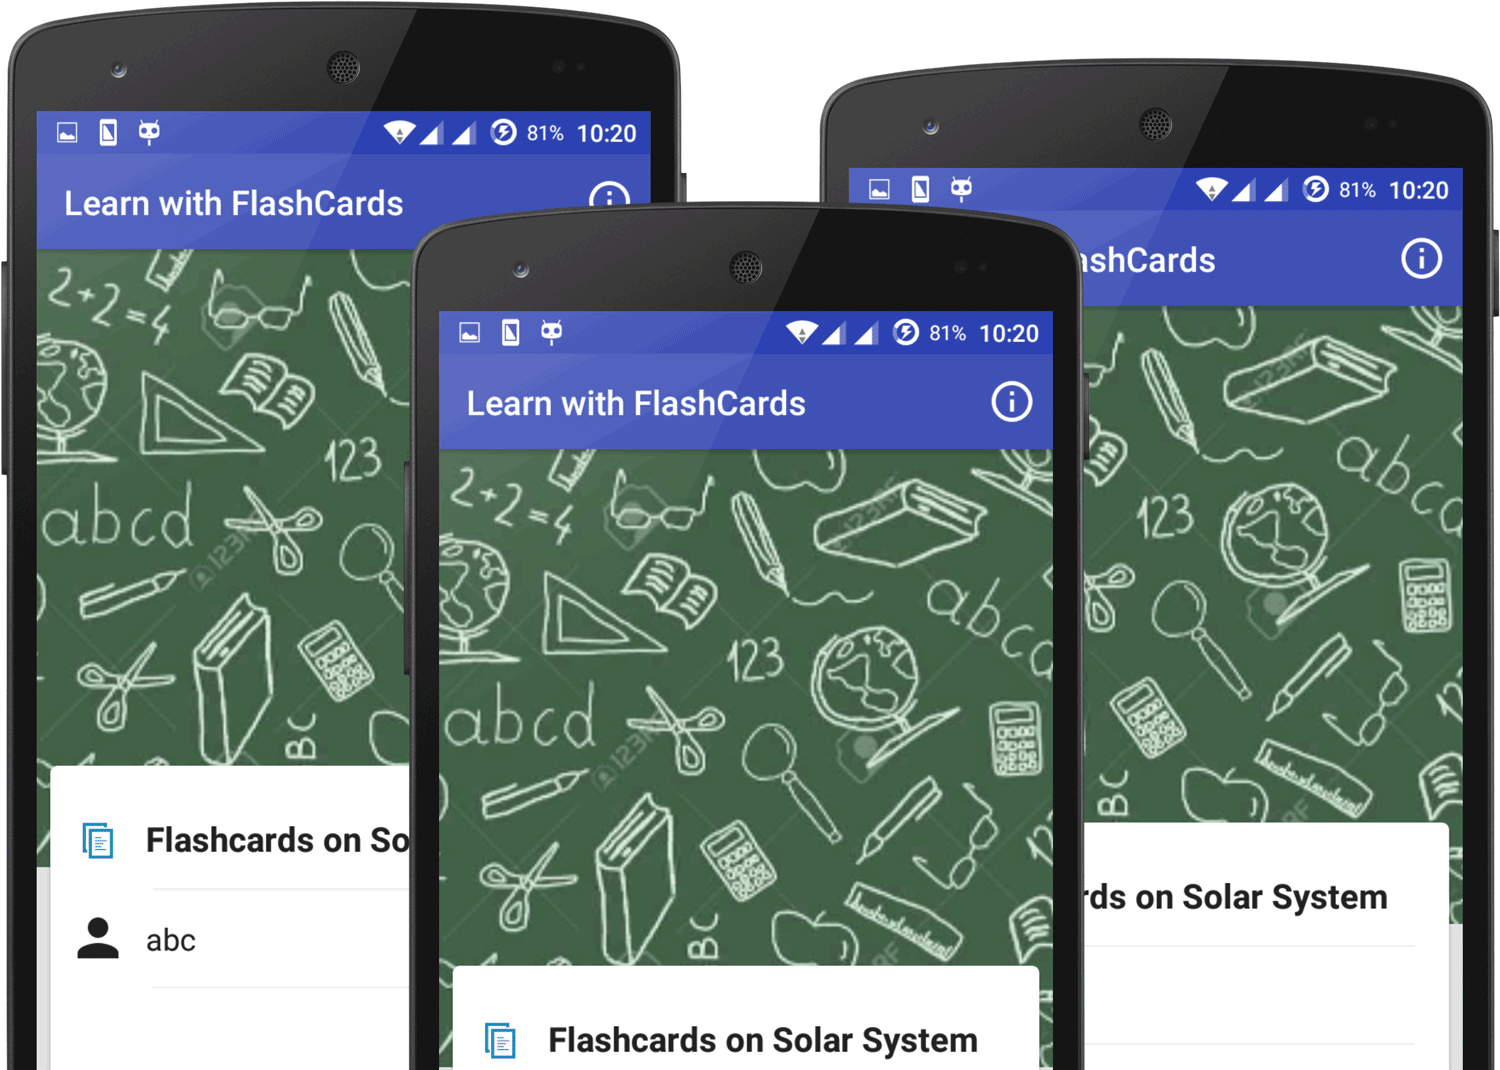 81% 10:20
Learn with FlashCards
2+2=4
123
abcd
BC
Flashcards on So
abc
81% 10:20
Learn with FlashCards
2+2=4
abcd
123
abcd
BC
Flashcards on Solar System
81% 10:20
ashCards
abcd
123
BC
rds on Solar System